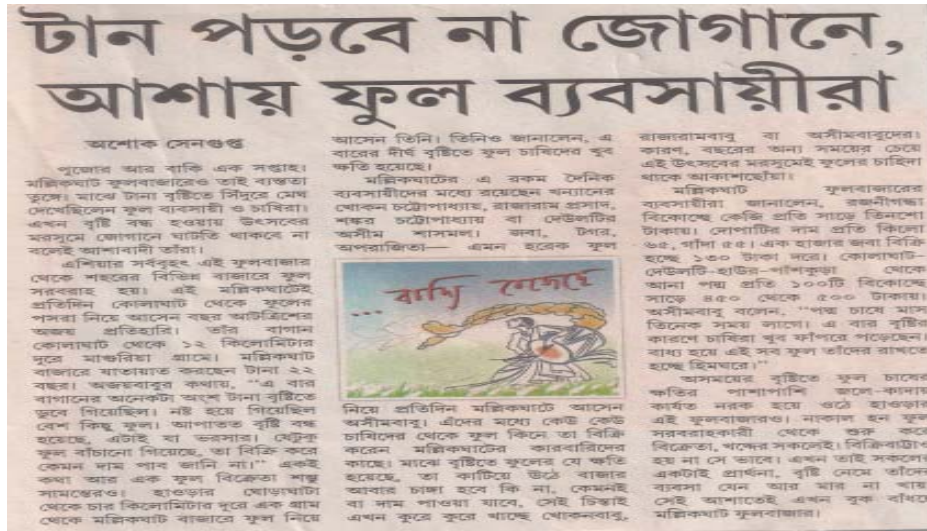 টান পড়বে না জোগানে,
আশায় ফুল ব্যবসায়ীরা
অশোক সেনগুপ্ত
পুজোর আর বাকি এক সপ্তাহ।
মল্লিকঘাট ফুলবাজারেও তাই ব্যস্ততা
তুঙ্গে। মাঝে টানা বৃষ্টিতে সিঁদুরে মেঘ
দেখেছিলেন ফুল ব্যবসায়ী ও চাষিরা।
এখন বৃষ্টি বন্ধ হওয়ায় উৎসবের
মরসুমে জোগানে ঘাটতি থাকবে না
বলেই আশাবাদী তাঁরা।
এশিয়ার সর্ববৃহৎ এই ফুলবাজার
থেকে শহরের বিভিন্ন বাজারে ফুল
সরবরাহ হয়। এই মল্লিকঘাটেই
প্রতিদিন কোলাঘাট থেকে ফুলের
পসরা নিয়ে আসেন বছর আটত্রিশের
অজয় প্রতিহারি। তাঁর বাগান
কোলাঘাট থেকে ১২ কিলোমিটার
দূরে মাগুরিয়া গ্রামে। মল্লিকঘাট
বাজারে যাতায়াত করছেন টানা ২২
বছর। অজয়বাবুর কথায়, “এ বার
বাগানের অনেকটা অংশ টানা বৃষ্টিতে
ডুবে গিয়েছিল। নষ্ট হয়ে গিয়েছিল
বেশ কিছু ফুল। আপাতত বৃষ্টি বন্ধ
হয়েছে, এটাই যা ভরসার। যেটুকু
ফুল বাঁচানো গিয়েছে, তা বিক্রি করে
কেমন দাম পাব জানি না।” একই
কথা আর এক ফুল বিক্রেতা শম্ভু
সামন্তেরও। হাওড়ার ঘোড়াঘাটা
থেকে চার কিলোমিটার দূরে এক গ্রাম
থেকে মল্লিকঘাট বাজারে ফুল নিয়ে
আসেন তিনি। তিনিও জানালেন, এ
বারের দীর্ঘ বৃষ্টিতে ফুল চাষিদের খুব
ক্ষতি হয়েছে।
মল্লিকঘাটের এ রকম দৈনিক
ব্যবসায়ীদের মধ্যে রয়েছেন খন্যানের
খোকন চট্টোপাধ্যায়, রাজারাম প্রসাদ,
শঙ্কর চট্টোপাধ্যায় বা দেউলটির
অসীম শাসমল। জবা, টগর,
অপরাজিতা— এমন হরেক ফুল
... বাদ্যি বেজেছে
নিয়ে প্রতিদিন মল্লিকঘাটে আসেন
অসীমবাবু। এঁদের মধ্যে কেউ কেউ
চাষিদের থেকে ফুল কিনে তা বিক্রি
করেন মল্লিকঘাটের কারবারিদের
কাছে। মাঝে বৃষ্টিতে ফুলের যে ক্ষতি
হয়েছে, তা কাটিয়ে উঠে বাজার
আবার চাঙ্গা হবে কি না, কেমনই
বা দাম পাওয়া যাবে, সেই চিন্তাই
এখন কুরে কুরে খাচ্ছে খোকনবাবু,
রাজারামবাবু বা অসীমবাবুদের।
কারণ, বছরের অন্য সময়ের চেয়ে
এই উৎসবের মরসুমেই ফুলের চাহিদা
থাকে আকাশছোঁয়া।
মল্লিকঘাট ফুলবাজারের
ব্যবসায়ীরা জানালেন, রজনীগন্ধা
বিকোচ্ছে কেজি প্রতি সাড়ে তিনশো
টাকায়। দোপাটির দাম প্রতি কিলো
৬৫, গাঁদা ৫৫। এক হাজার জবা বিক্রি
হচ্ছে ১৩০ টাকা দরে। কোলাঘাট-
দেউলটি-হাউর-পাঁশকুড়া থেকে
আনা পদ্ম প্রতি ১০০টি বিকোচ্ছে
সাড়ে ৪৫০ থেকে ৫০০ টাকায়।
অসীমবাবু বলেন, “পদ্ম চাষে মাস
তিনেক সময় লাগে। এ বার বৃষ্টির
কারণে চাষিরা খুব ফাঁপরে পড়েছেন।
বাধ্য হয়ে এই সব ফুল তাঁদের রাখতে
হচ্ছে হিমঘরে।”
অসময়ের বৃষ্টিতে ফুল চাষের
ক্ষতির পাশাপাশি জলে-কাদায়
কার্যত নরক হয়ে ওঠে হাওড়ার
এই ফুলবাজারও। নাকাল হন ফুল
সরবরাহকারী থেকে শুরু করে
বিক্রেতা, খদ্দের সকলেই। বিক্রিবাট্টাও
হয় না সে ভাবে। এখন তাই সকলের
একটাই প্রার্থনা, বৃষ্টি নেমে তাঁদের
ব্যবসা যেন আর মার না খায়।
সেই আশাতেই এখন বুক বাঁধছে
মল্লিকঘাট ফুলবাজার।